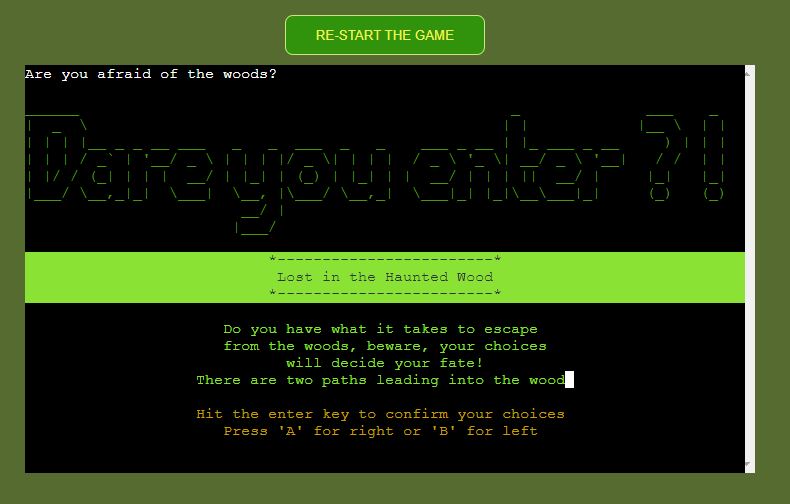 RE-START THE GAME
Are you afraid of the woods?
Dare you enter ?!
*------------------------*
Lost in the Haunted Wood
*------------------------*
Do you have what it takes to escape
from the woods, beware, your choices
will decide your fate!
There are two paths leading into the wood
Hit the enter key to confirm your choices
Press 'A' for right or 'B' for left